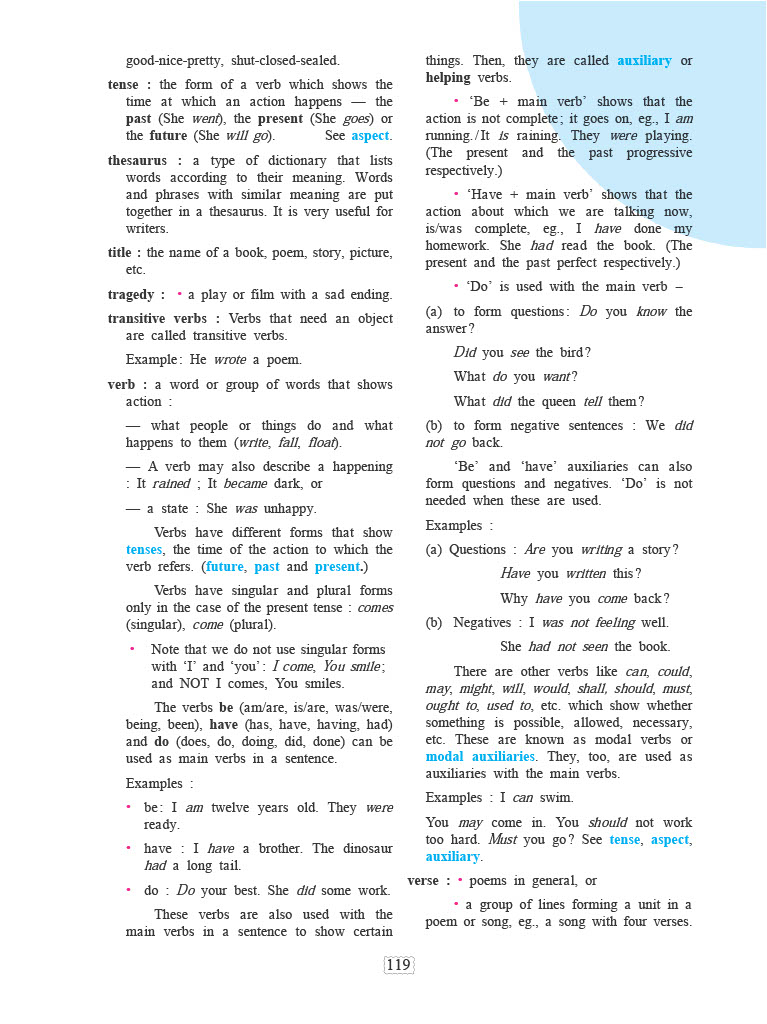 good-nice-pretty, shut-closed-sealed.
tense : the form of a verb which shows the
time at which an action happens — the
past (She went), the present (She goes) or
the future (She will go). See aspect.
thesaurus : a type of dictionary that lists
words according to their meaning. Words
and phrases with similar meaning are put
together in a thesaurus. It is very useful for
writers.
title : the name of a book, poem, story, picture,
etc.
tragedy : • a play or film with a sad ending.
transitive verbs : Verbs that need an object
are called transitive verbs.
Example: He wrote a poem.
verb : a word or group of words that shows
action :
— what people or things do and what
happens to them (write, fall, float).
— A verb may also describe a happening
: It rained ; It became dark, or
— a state : She was unhappy.
Verbs have different forms that show
tenses, the time of the action to which the
verb refers. (future, past and present.)
Verbs have singular and plural forms
only in the case of the present tense : comes
(singular), come (plural).
• Note that we do not use singular forms
with ‘I’ and ‘you’: I come, You smile;
and NOT I comes, You smiles.
The verbs be (am/are, is/are, was/were,
being, been), have (has, have, having, had)
and do (does, do, doing, did, done) can be
used as main verbs in a sentence.
Examples :
• be: I am twelve years old. They were
ready.
• have : I have a brother. The dinosaur
had a long tail.
• do : Do your best. She did some work.
These verbs are also used with the
main verbs in a sentence to show certain
things. Then, they are called auxiliary or
helping verbs.
• ‘Be + main verb’ shows that the
action is not complete; it goes on, eg., I am
running./It is raining. They were playing.
(The present and the past progressive
respectively.)
• ‘Have + main verb’ shows that the
action about which we are talking now,
is/was complete, eg., I have done my
homework. She had read the book. (The
present and the past perfect respectively.)
• ‘Do’ is used with the main verb –
(a) to form questions: Do you know the
answer?
Did you see the bird?
What do you want?
What did the queen tell them?
(b) to form negative sentences : We did
not go back.
‘Be’ and ‘have’ auxiliaries can also
form questions and negatives. ‘Do’ is not
needed when these are used.
Examples :
(a) Questions : Are you writing a story?
Have you written this?
Why have you come back?
(b) Negatives : I was not feeling well.
She had not seen the book.
There are other verbs like can, could,
may, might, will, would, shall, should, must,
ought to, used to, etc. which show whether
something is possible, allowed, necessary,
etc. These are known as modal verbs or
modal auxiliaries. They, too, are used as
auxiliaries with the main verbs.
Examples : I can swim.
You may come in. You should not work
too hard. Must you go? See tense, aspect,
auxiliary.
verse : • poems in general, or
• a group of lines forming a unit in a
poem or song, eg., a song with four verses.
119